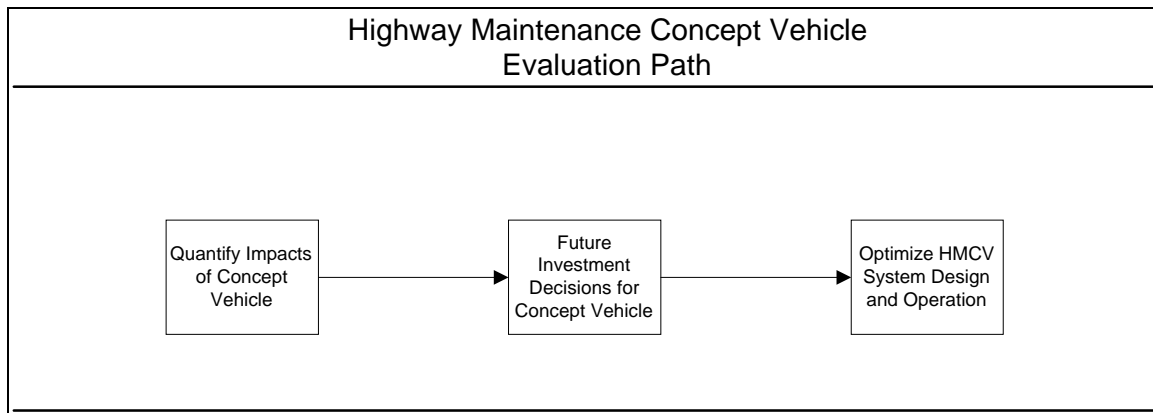 Highway Maintenance Concept Vehicle
Evaluation Path
Quantify Impacts
of Concept
Vehicle
Future
Investment
Decisions for
Concept Vehicle
Optimize HMCV
System Design
and Operation